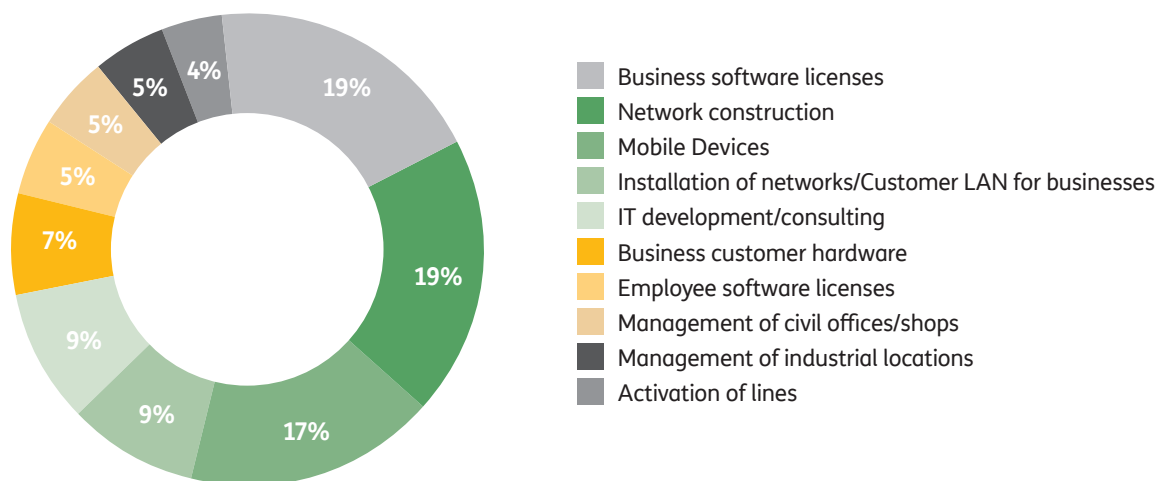 4%
19%
5%
5%
5%
7%
19%
9%
9%
17%
Business software licenses
Network construction
Mobile Devices
Installation of networks/Customer LAN for businesses
IT development/consulting
Business customer hardware
Employee software licenses
Management of civil offices/shops
Management of industrial locations
Activation of lines